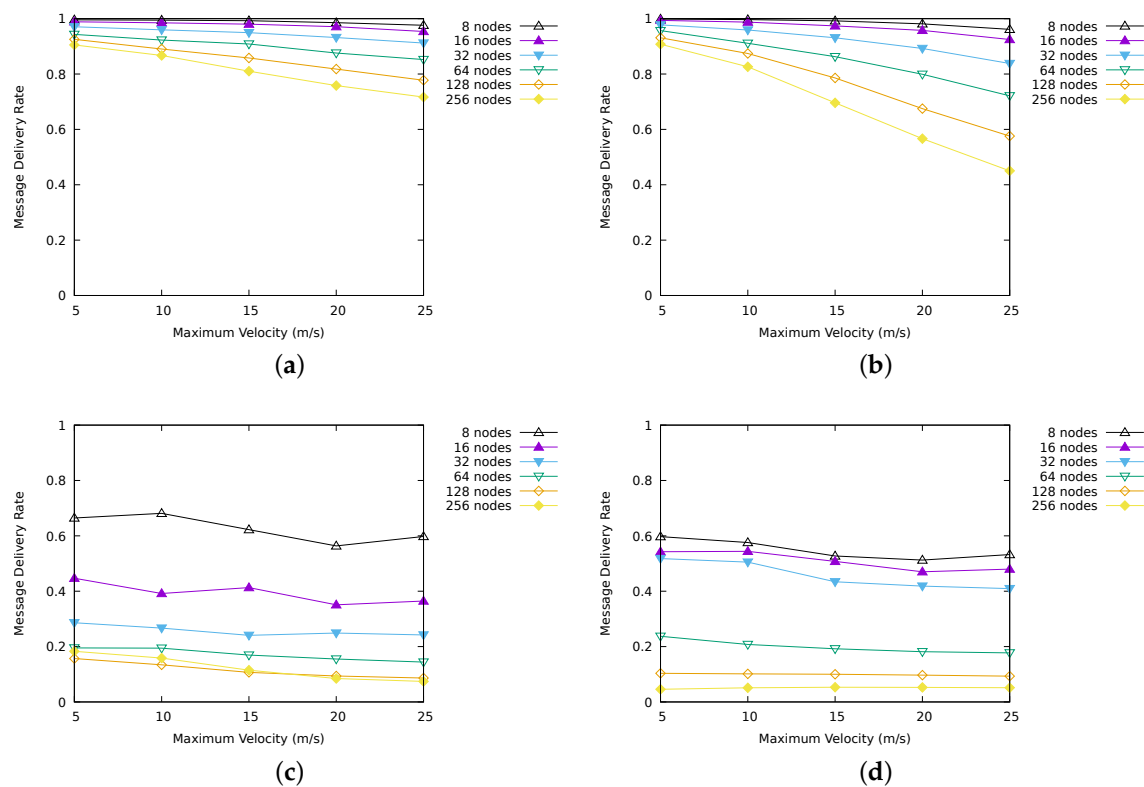 Message Delivery Rate
1
0.8
0.6
0.4
0.2
0
5 10 15 20 25
Maximum Velocity (m/s)
8 nodes
16 nodes
32 nodes
64 nodes
128 nodes
256 nodes
(a)
Message Delivery Rate
1
0.8
0.6
0.4
0.2
0
5 10 15 20 25
Maximum Velocity (m/s)
8 nodes
16 nodes
32 nodes
64 nodes
128 nodes
256 nodes
(b)
Message Delivery Rate
1
0.8
0.6
0.4
0.2
0
5 10 15 20 25
Maximum Velocity (m/s)
8 nodes
16 nodes
32 nodes
64 nodes
128 nodes
256 nodes
(c)
Message Delivery Rate
1
0.8
0.6
0.4
0.2
0
5 10 15 20 25
Maximum Velocity (m/s)
8 nodes
16 nodes
32 nodes
64 nodes
128 nodes
256 nodes
(d)